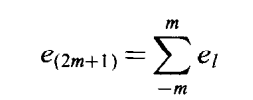 $e_{(2m+1)} = \sum_{-m}^{m} e_l$